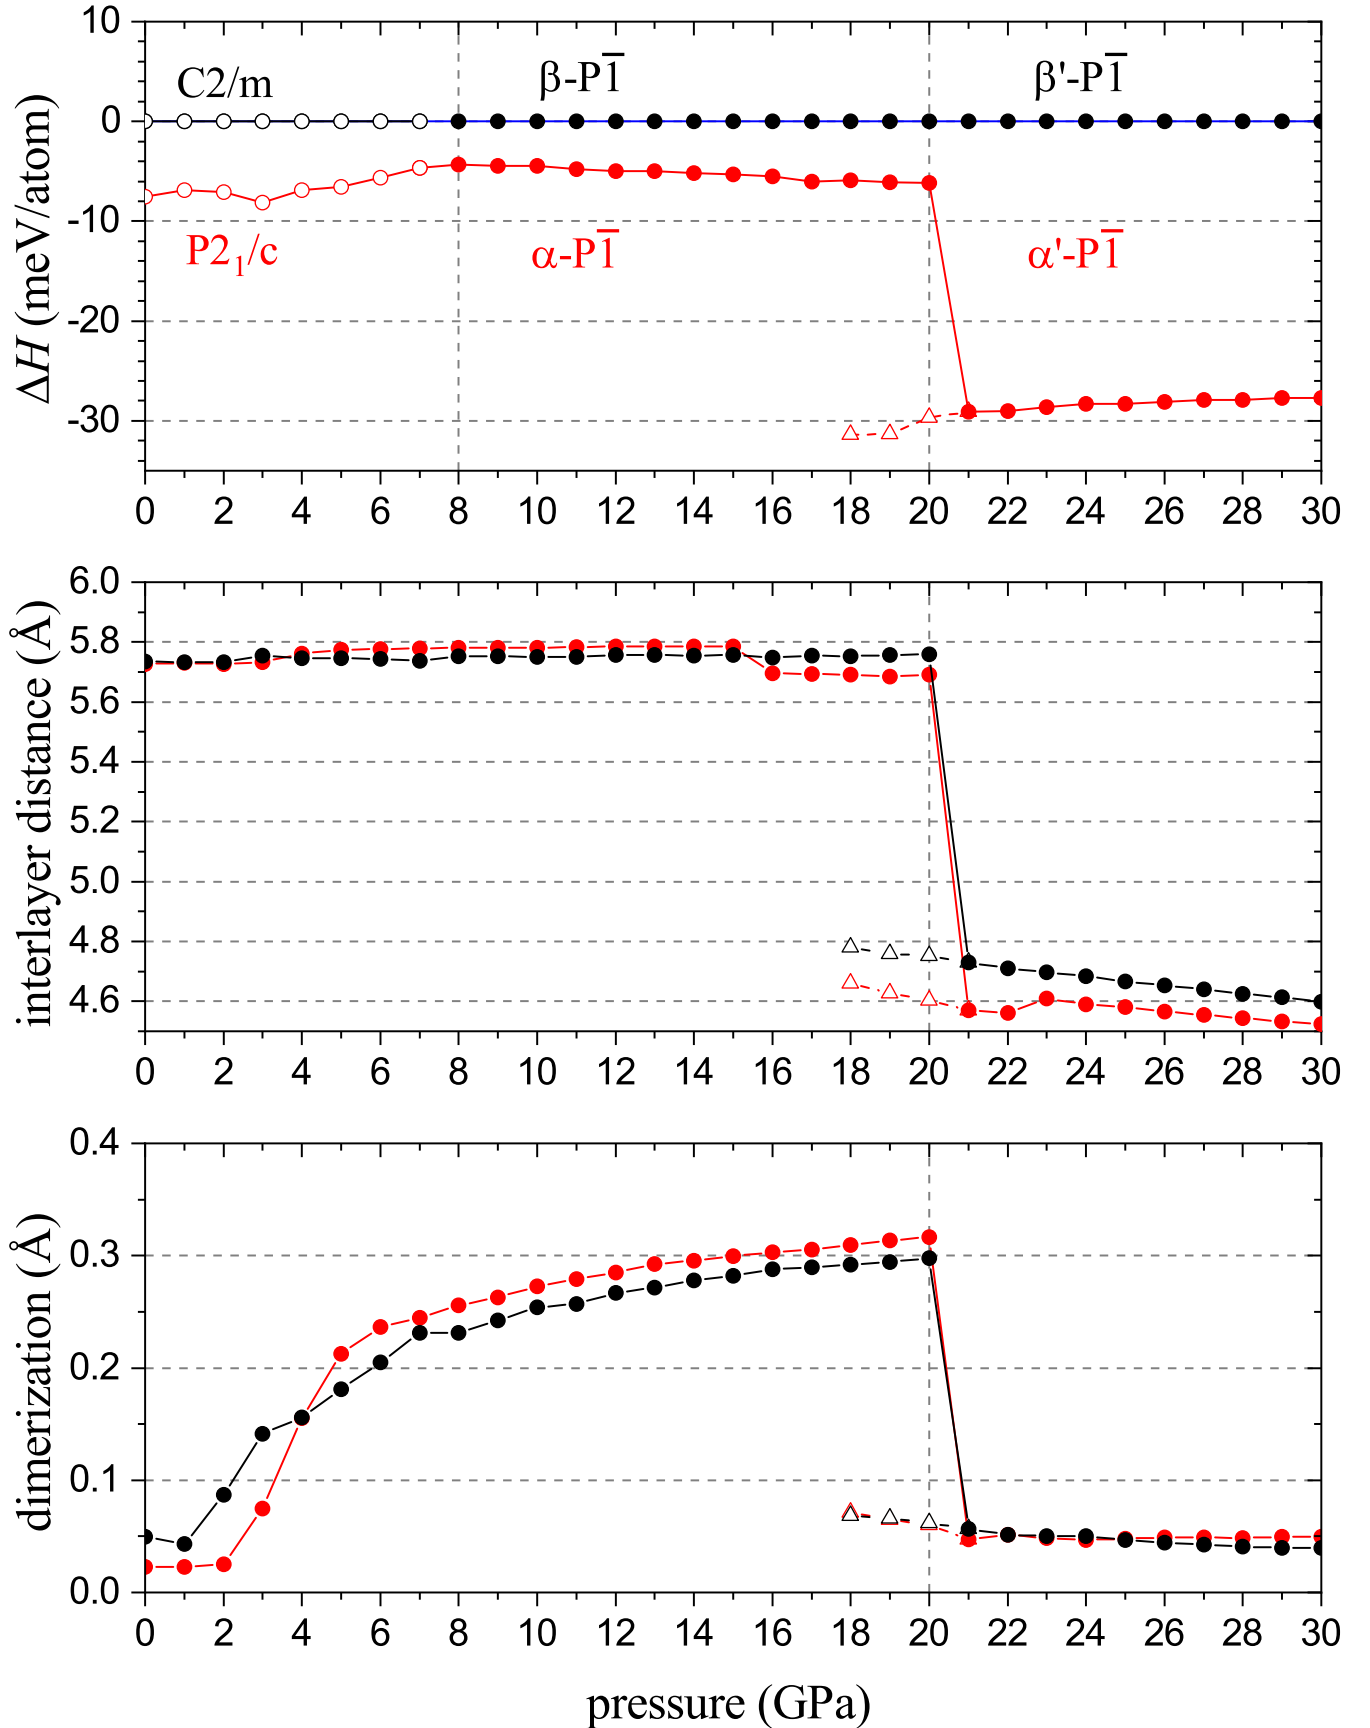 10
0
-10
-20
-30
ΔH (meV/atom)
C2/m
β-P1̅
β'-P1̅
P2₁/c
α-P1̅
α'-P1̅
0 2 4 6 8 10 12 14 16 18 20 22 24 26 28 30
6.0
5.8
5.6
5.4
5.2
5.0
4.8
4.6
interlayer distance (Å)
0 2 4 6 8 10 12 14 16 18 20 22 24 26 28 30
0.4
0.3
0.2
0.1
0.0
dimerization (Å)
0 2 4 6 8 10 12 14 16 18 20 22 24 26 28 30
pressure (GPa)